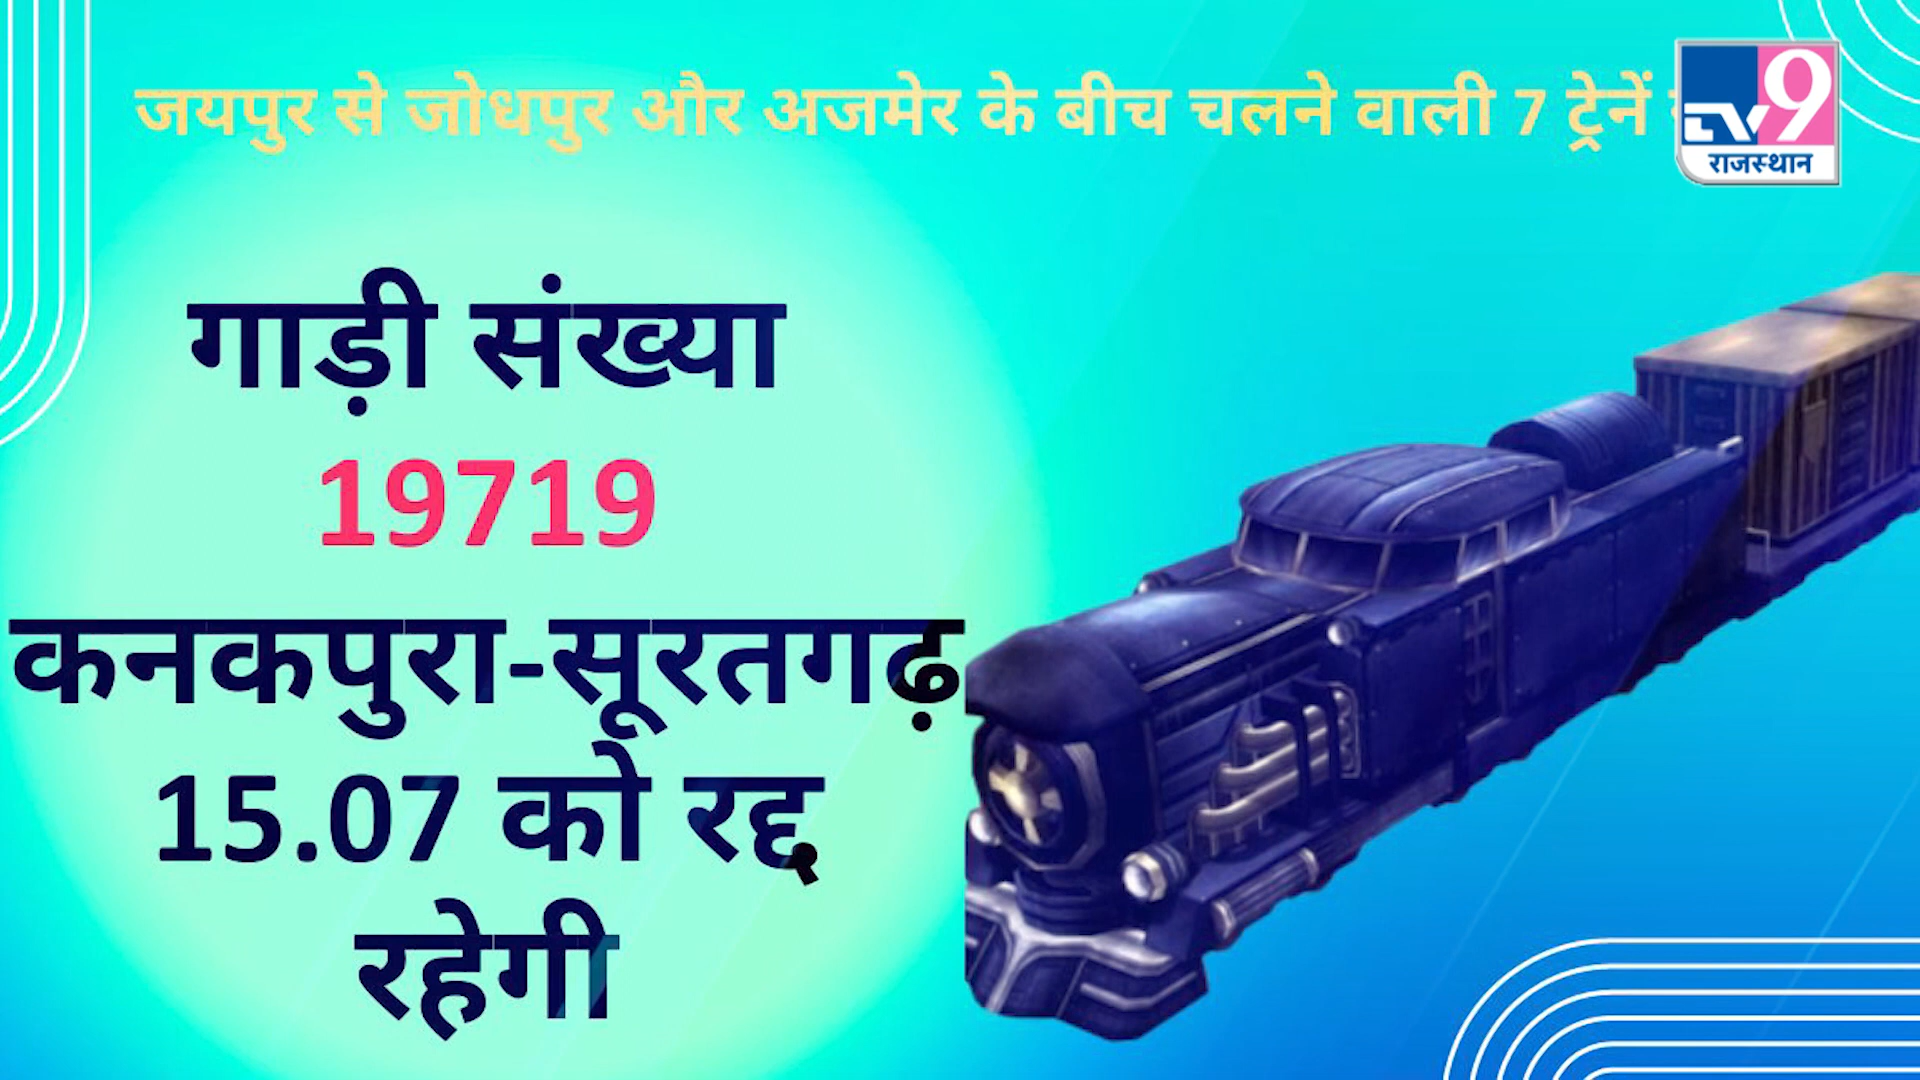 जयपुर से जोधपुर और अजमेर के बीच चलने वाली 7 ट्रेनें
TV9
राजस्थान
गाड़ी संख्या
19719
कनकपुरा-सूरतगढ़
15.07 को रद्द
रहेगी